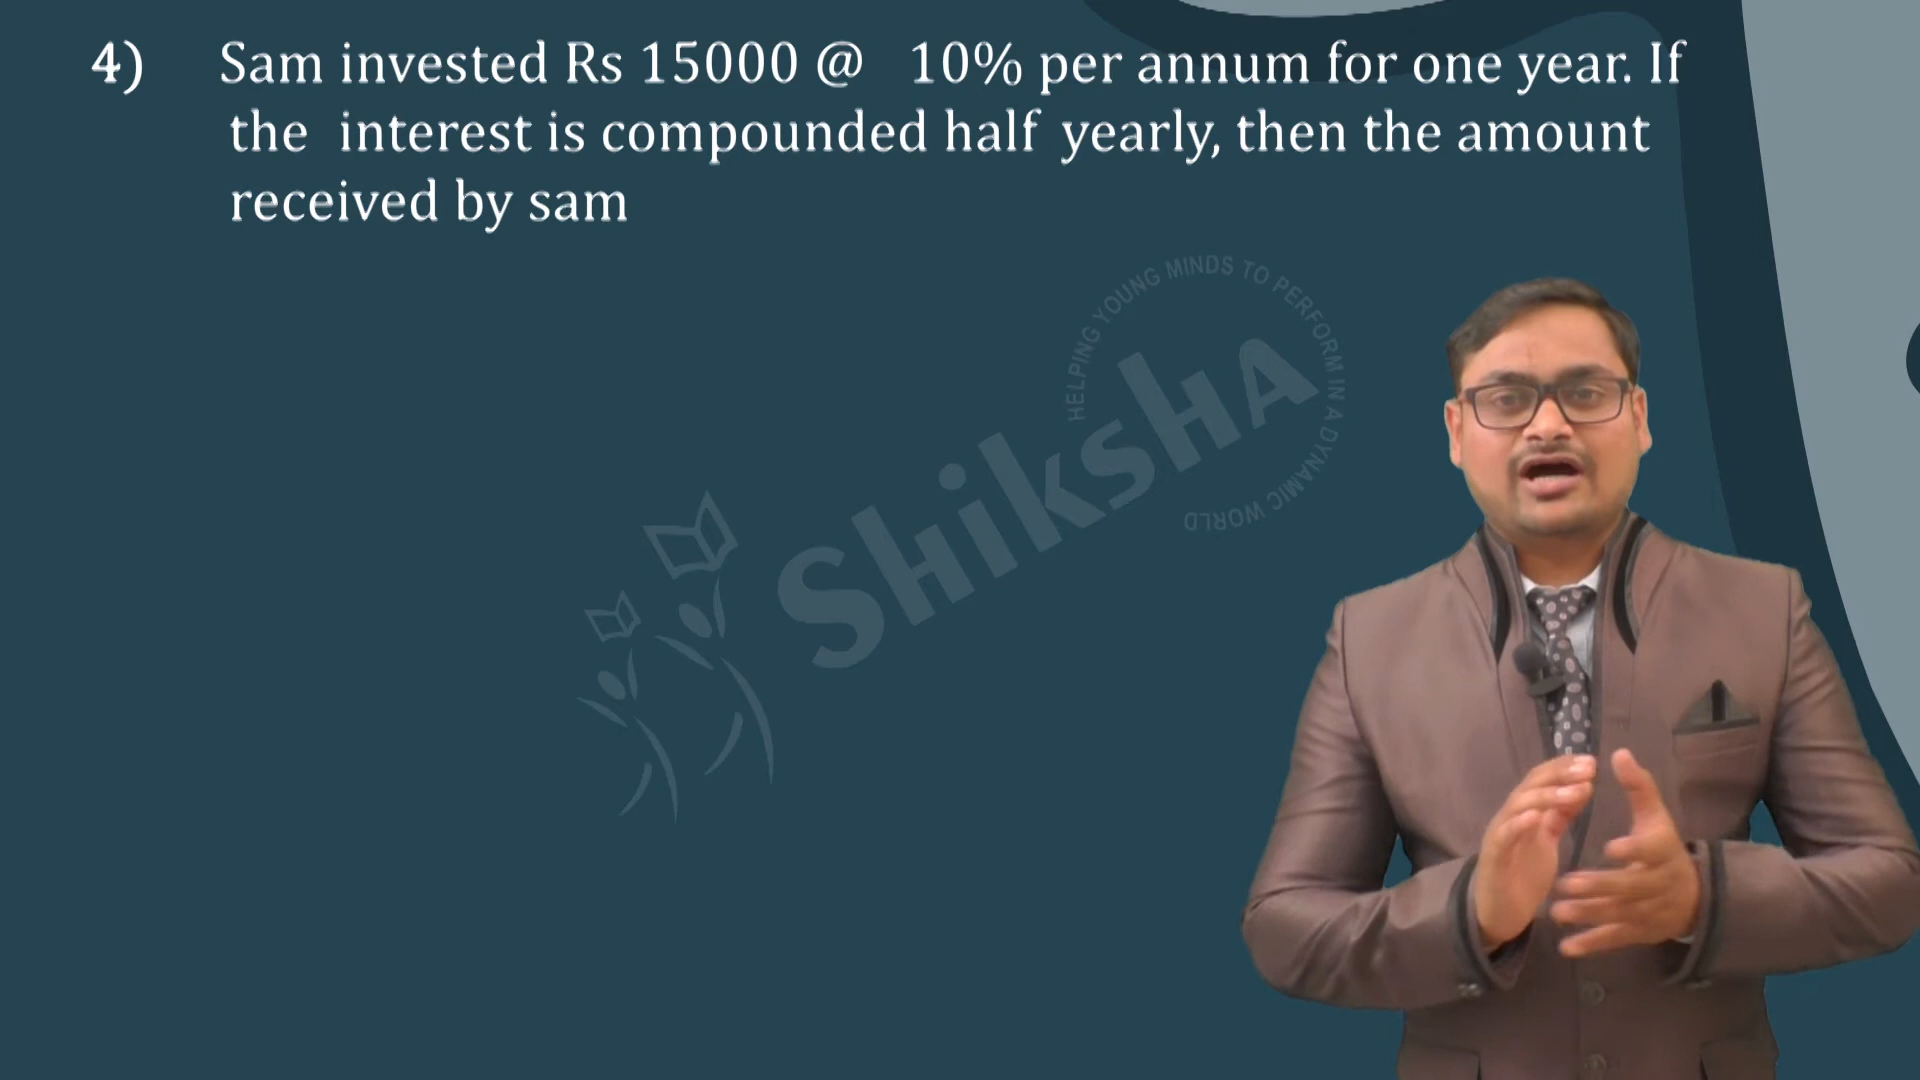 4) Sam invested Rs 15000 @ 10% per annum for one year. If
the interest is compounded half yearly, then the amount
received by sam
HELPING YOUNG MINDS TO PERFORM IN A DYNAMIC WORLD
ShiksHA